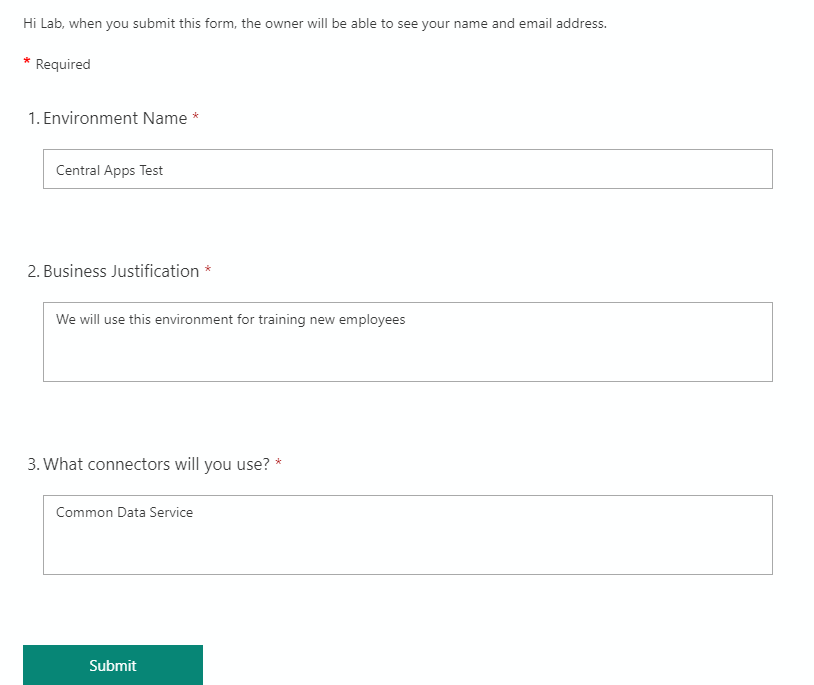 Hi Lab, when you submit this form, the owner will be able to see your name and email address.
* Required
1. Environment Name *
Central Apps Test
2. Business Justification *
We will use this environment for training new employees
3. What connectors will you use? *
Common Data Service
Submit